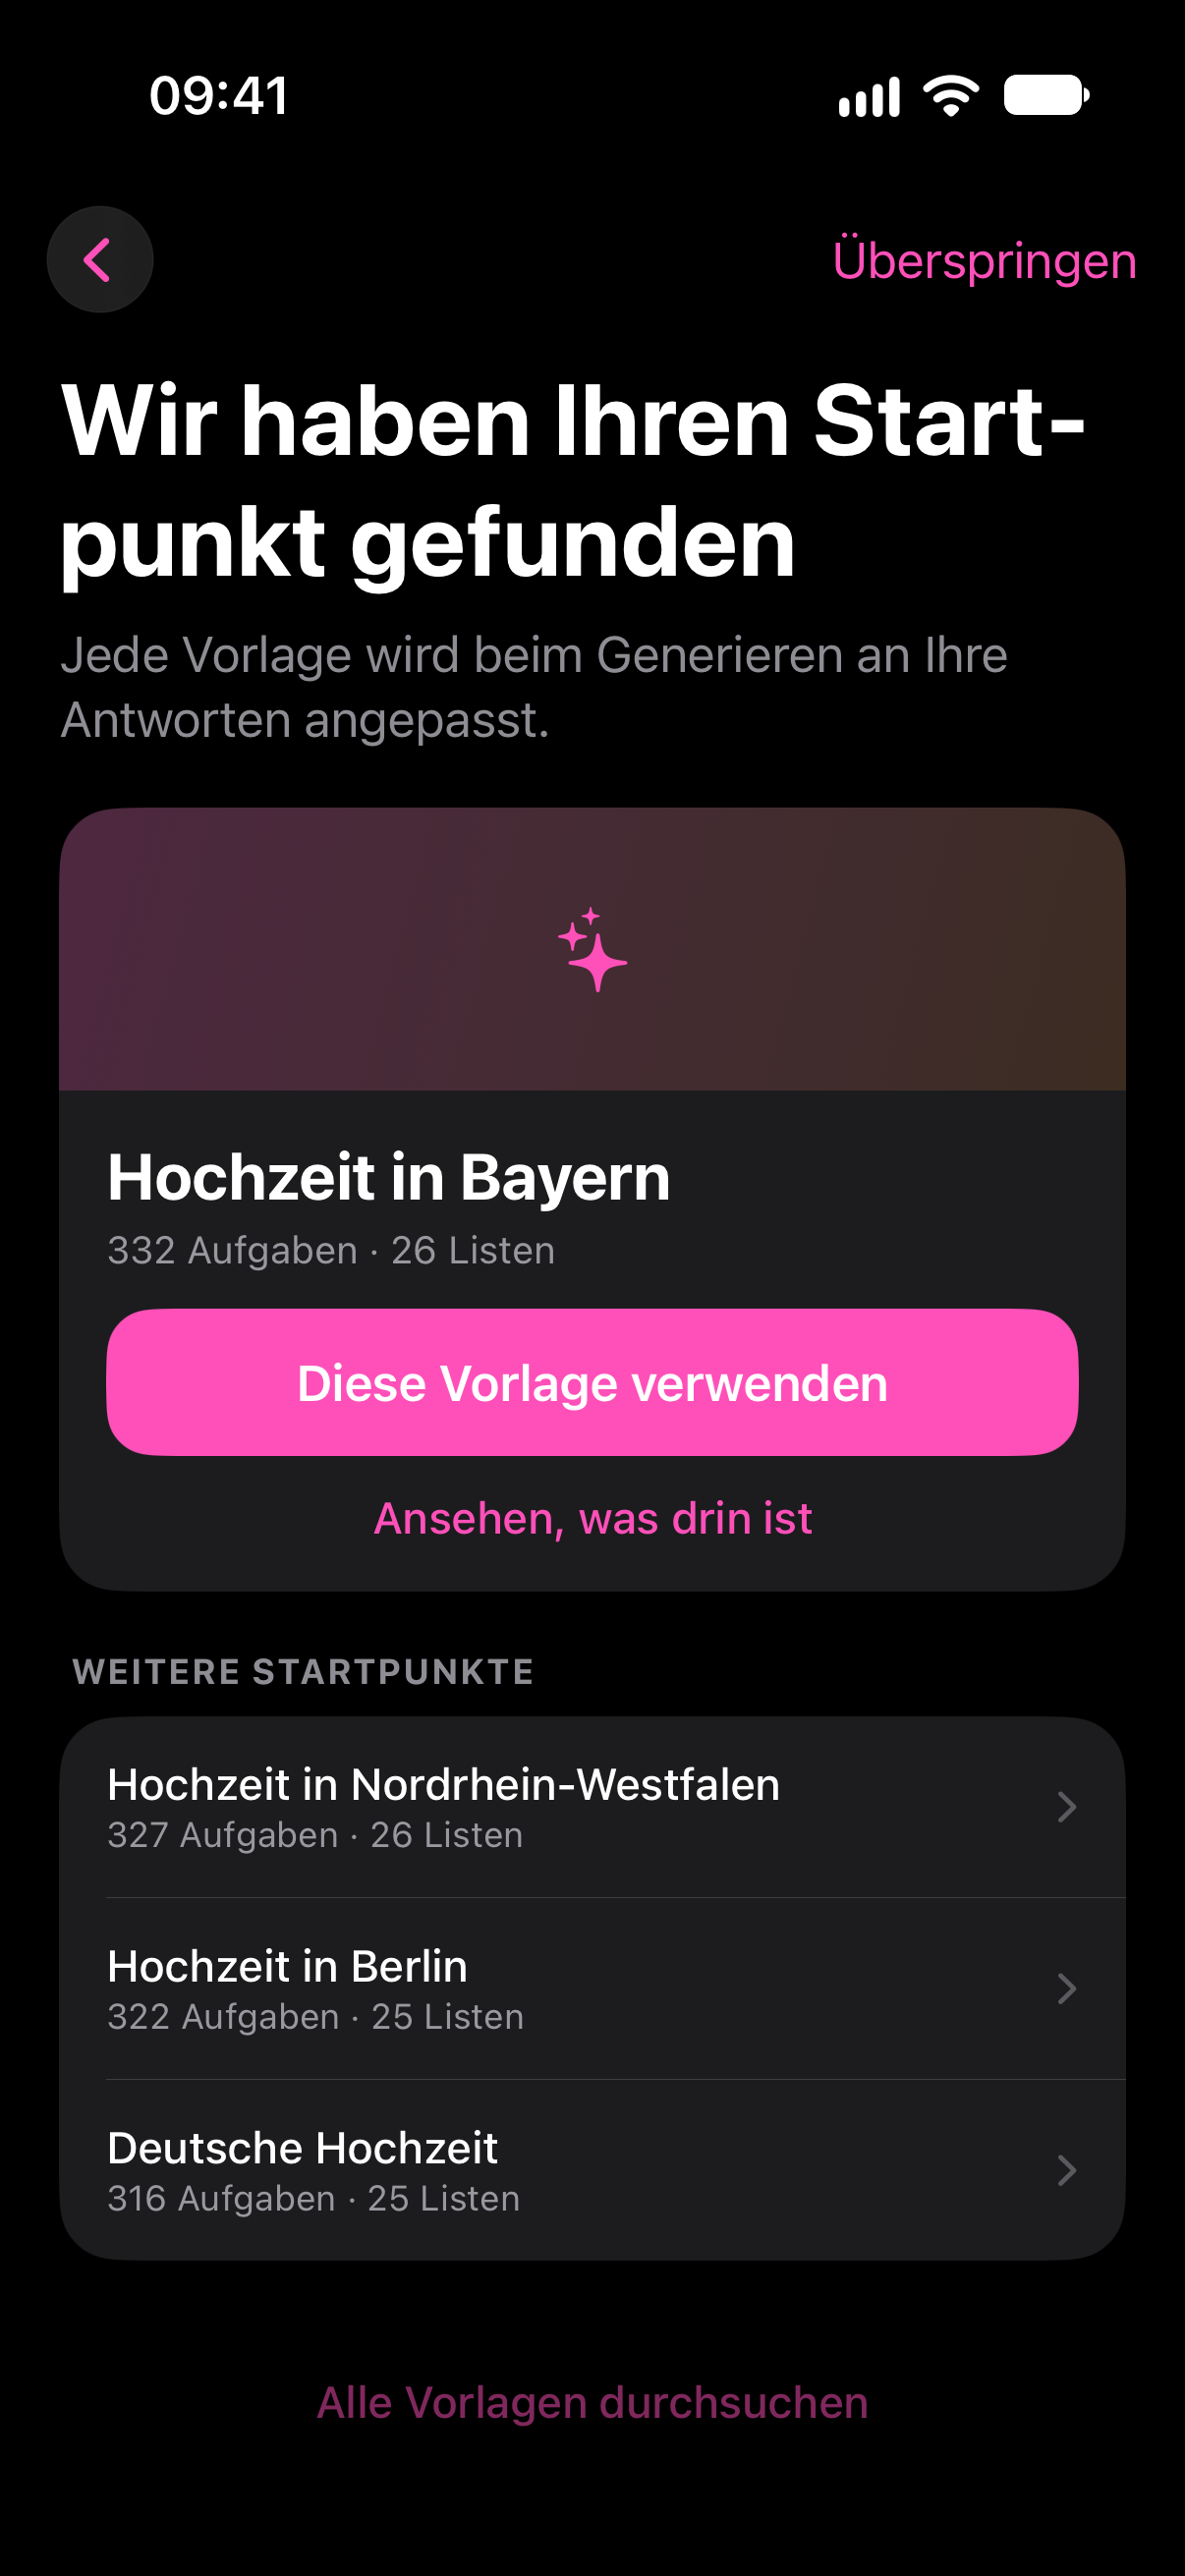 09:41
Überspringen
Wir haben Ihren Start-
punkt gefunden
Jede Vorlage wird beim Generieren an Ihre
Antworten angepasst.
Hochzeit in Bayern
332 Aufgaben · 26 Listen
Diese Vorlage verwenden
Ansehen, was drin ist
WEITERE STARTPUNKTE
Hochzeit in Nordrhein-Westfalen
327 Aufgaben · 26 Listen
Hochzeit in Berlin
322 Aufgaben · 25 Listen
Deutsche Hochzeit
316 Aufgaben · 25 Listen
Alle Vorlagen durchsuchen